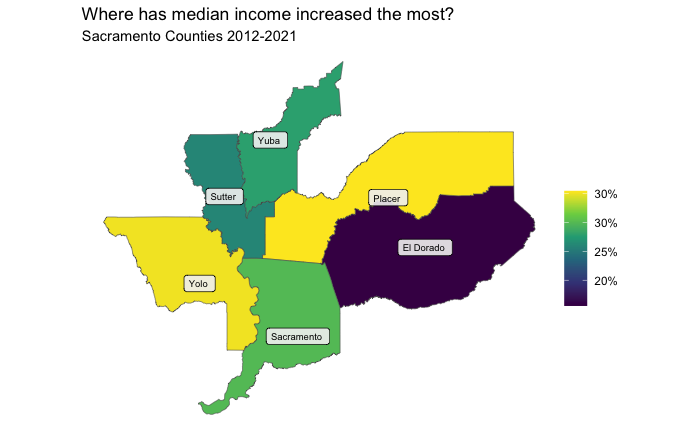 Where has median income increased the most?
Sacramento Counties 2012-2021
Yuba
Sutter
Placer
El Dorado
Yolo
Sacramento
30%
30%
25%
20%